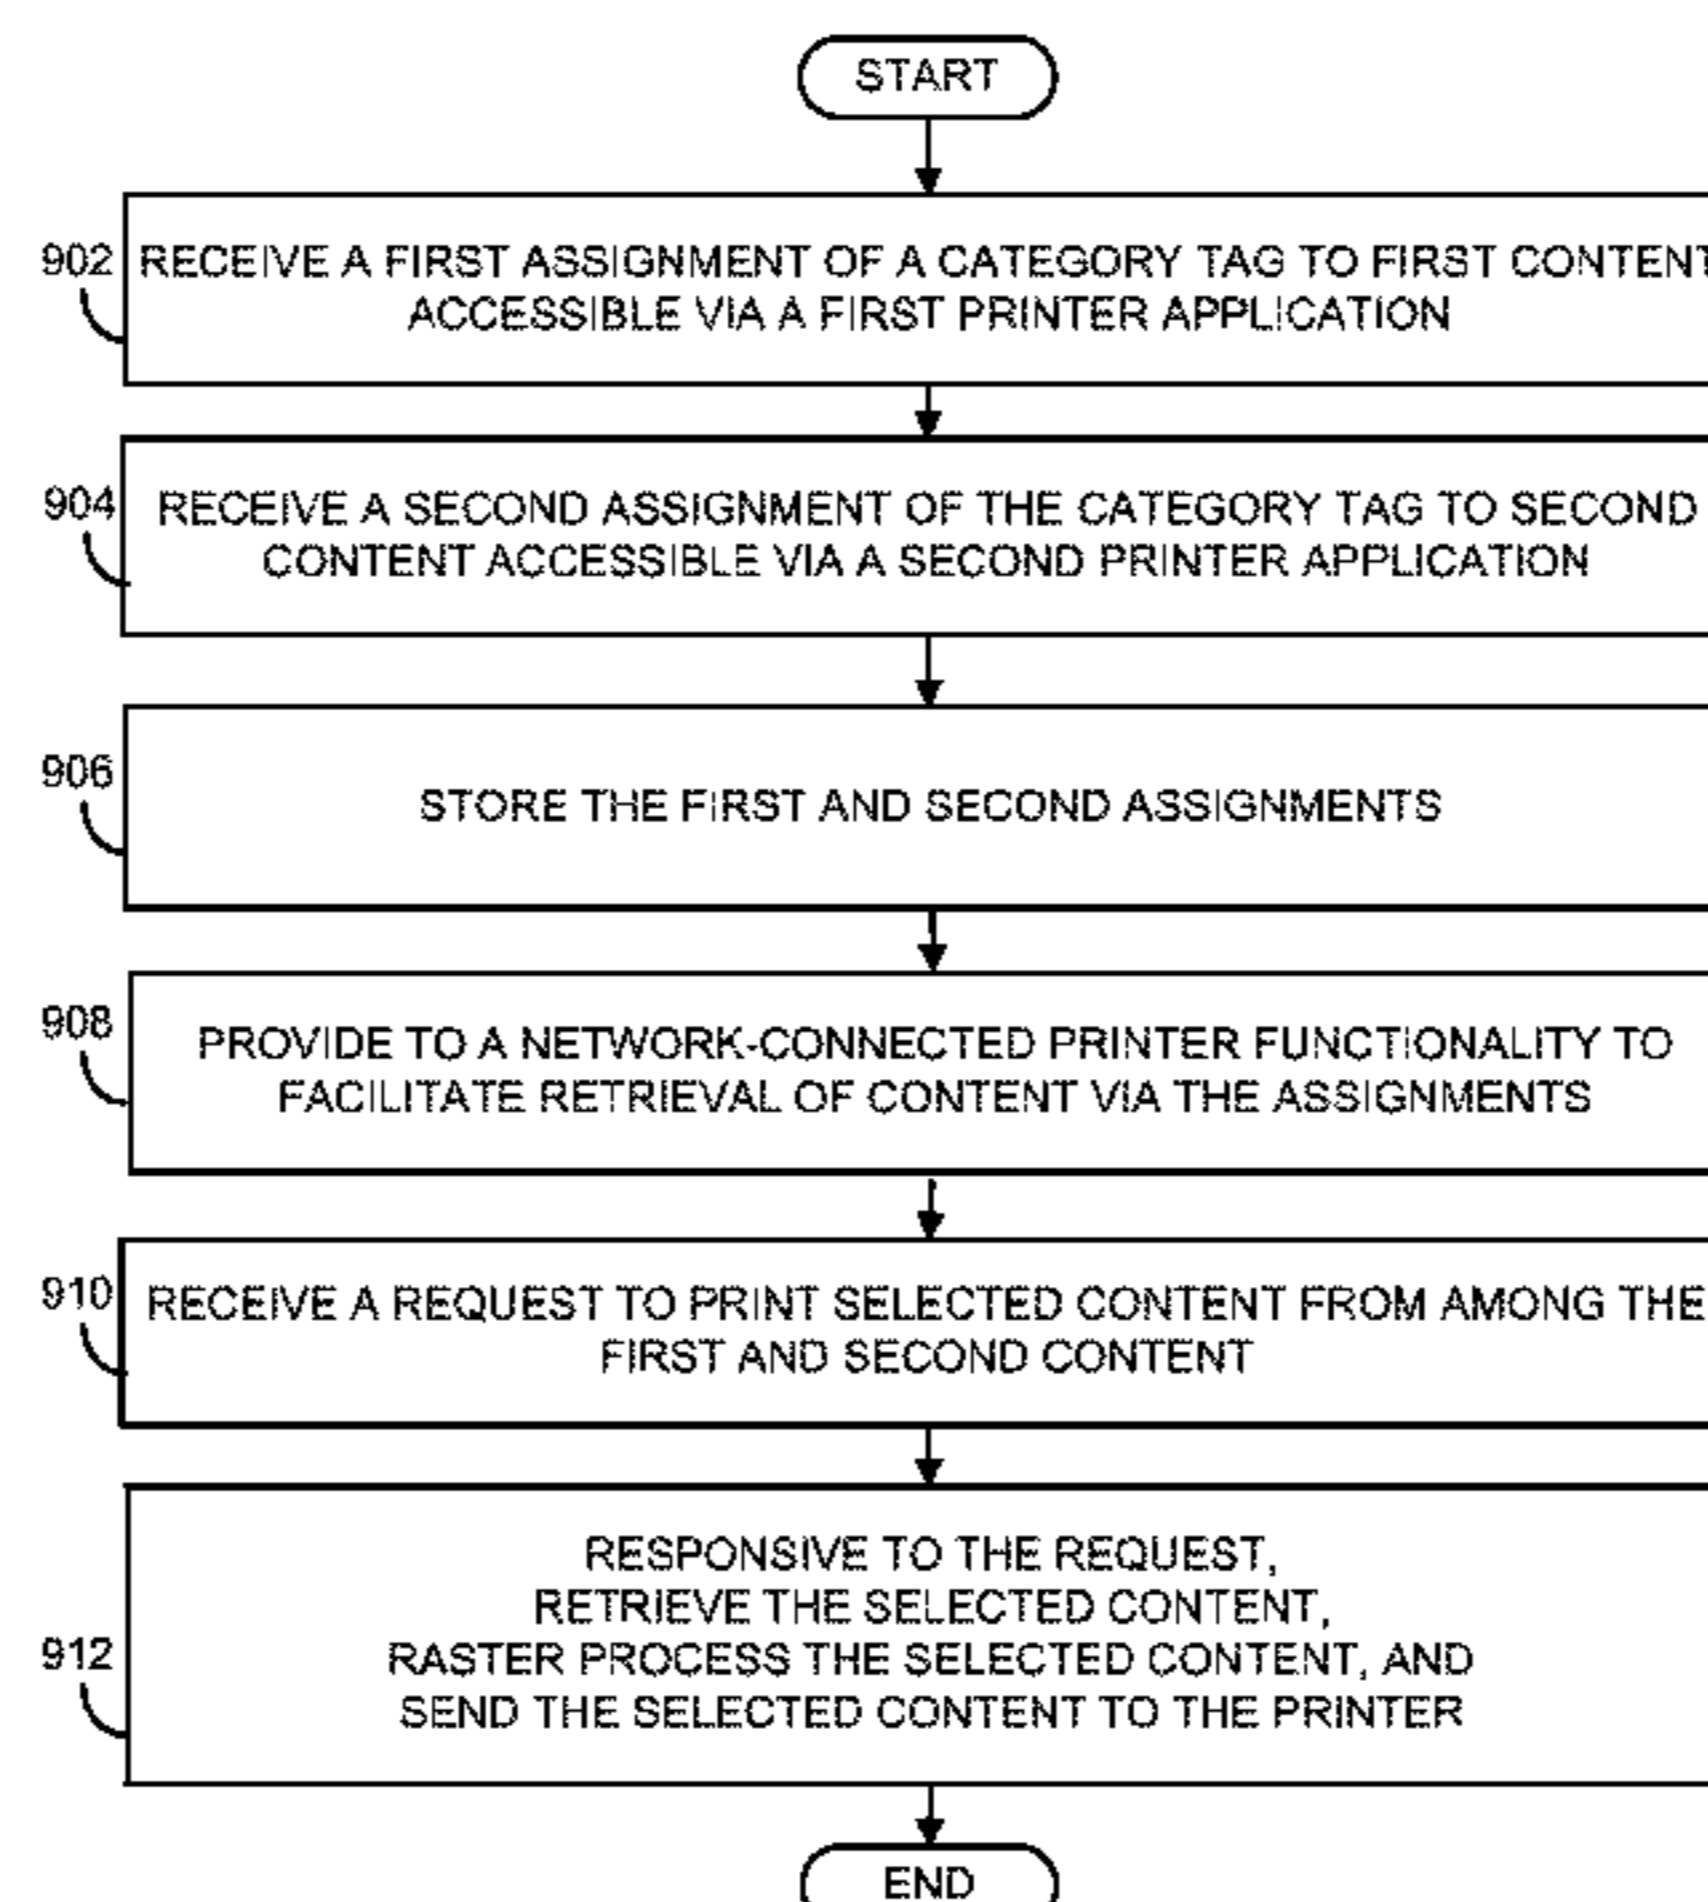 START
902
RECEIVE A FIRST ASSIGNMENT OF A CATEGORY TAG TO FIRST CONTENT
ACCESSIBLE VIA A FIRST PRINTER APPLICATION
904
RECEIVE A SECOND ASSIGNMENT OF THE CATEGORY TAG TO SECOND
CONTENT ACCESSIBLE VIA A SECOND PRINTER APPLICATION
906
STORE THE FIRST AND SECOND ASSIGNMENTS
908
PROVIDE TO A NETWORK-CONNECTED PRINTER FUNCTIONALITY TO
FACILITATE RETRIEVAL OF CONTENT VIA THE ASSIGNMENTS
910
RECEIVE A REQUEST TO PRINT SELECTED CONTENT FROM AMONG THE
FIRST AND SECOND CONTENT
912
RESPONSIVE TO THE REQUEST,
RETRIEVE THE SELECTED CONTENT,
RASTER PROCESS THE SELECTED CONTENT, AND
SEND THE SELECTED CONTENT TO THE PRINTER
END